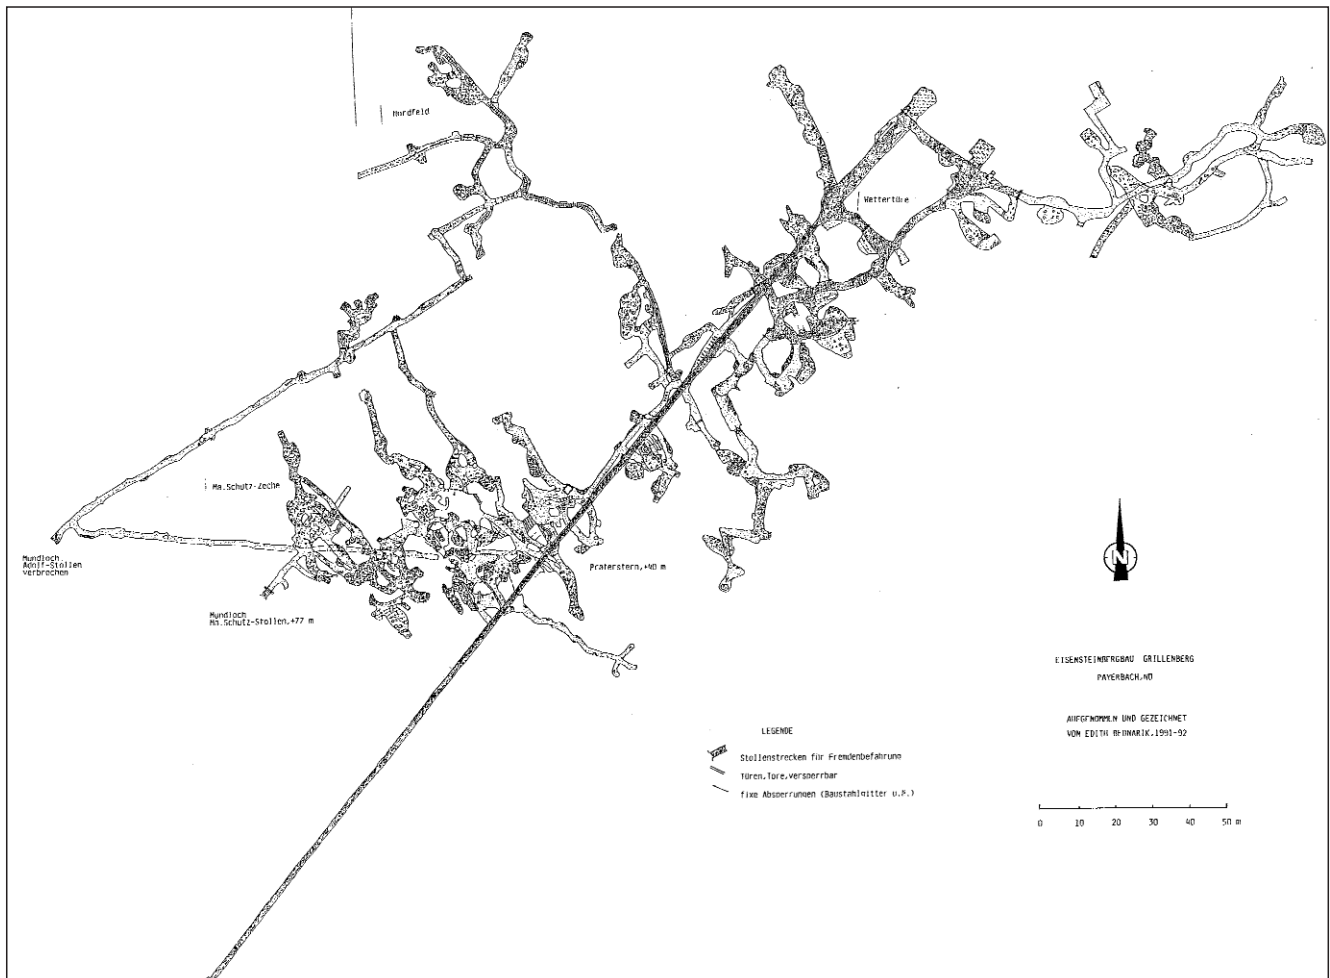 Nordfeld
Wettertüre
Ma.Schutz-Zeche
Mundloch
Adolf-Stollen
verbrochen
Praterstern,+40 m
Mundloch
Ma.Schutz-Stollen,+77 m
N
EISENSTEINBERGBAU GRILLENBERG
PAYERBACH,NÖ
AUFGENOMMEN UND GEZEICHNET
VON EDITH BEDNARIK,1991-92
LEGENDE
Stollenstrecken für Fremdenbefahrung
Türen,Tore,versperrbar
fixe Absperrungen (Baustahlgitter u.ä.)
0 10 20 30 40 50 m